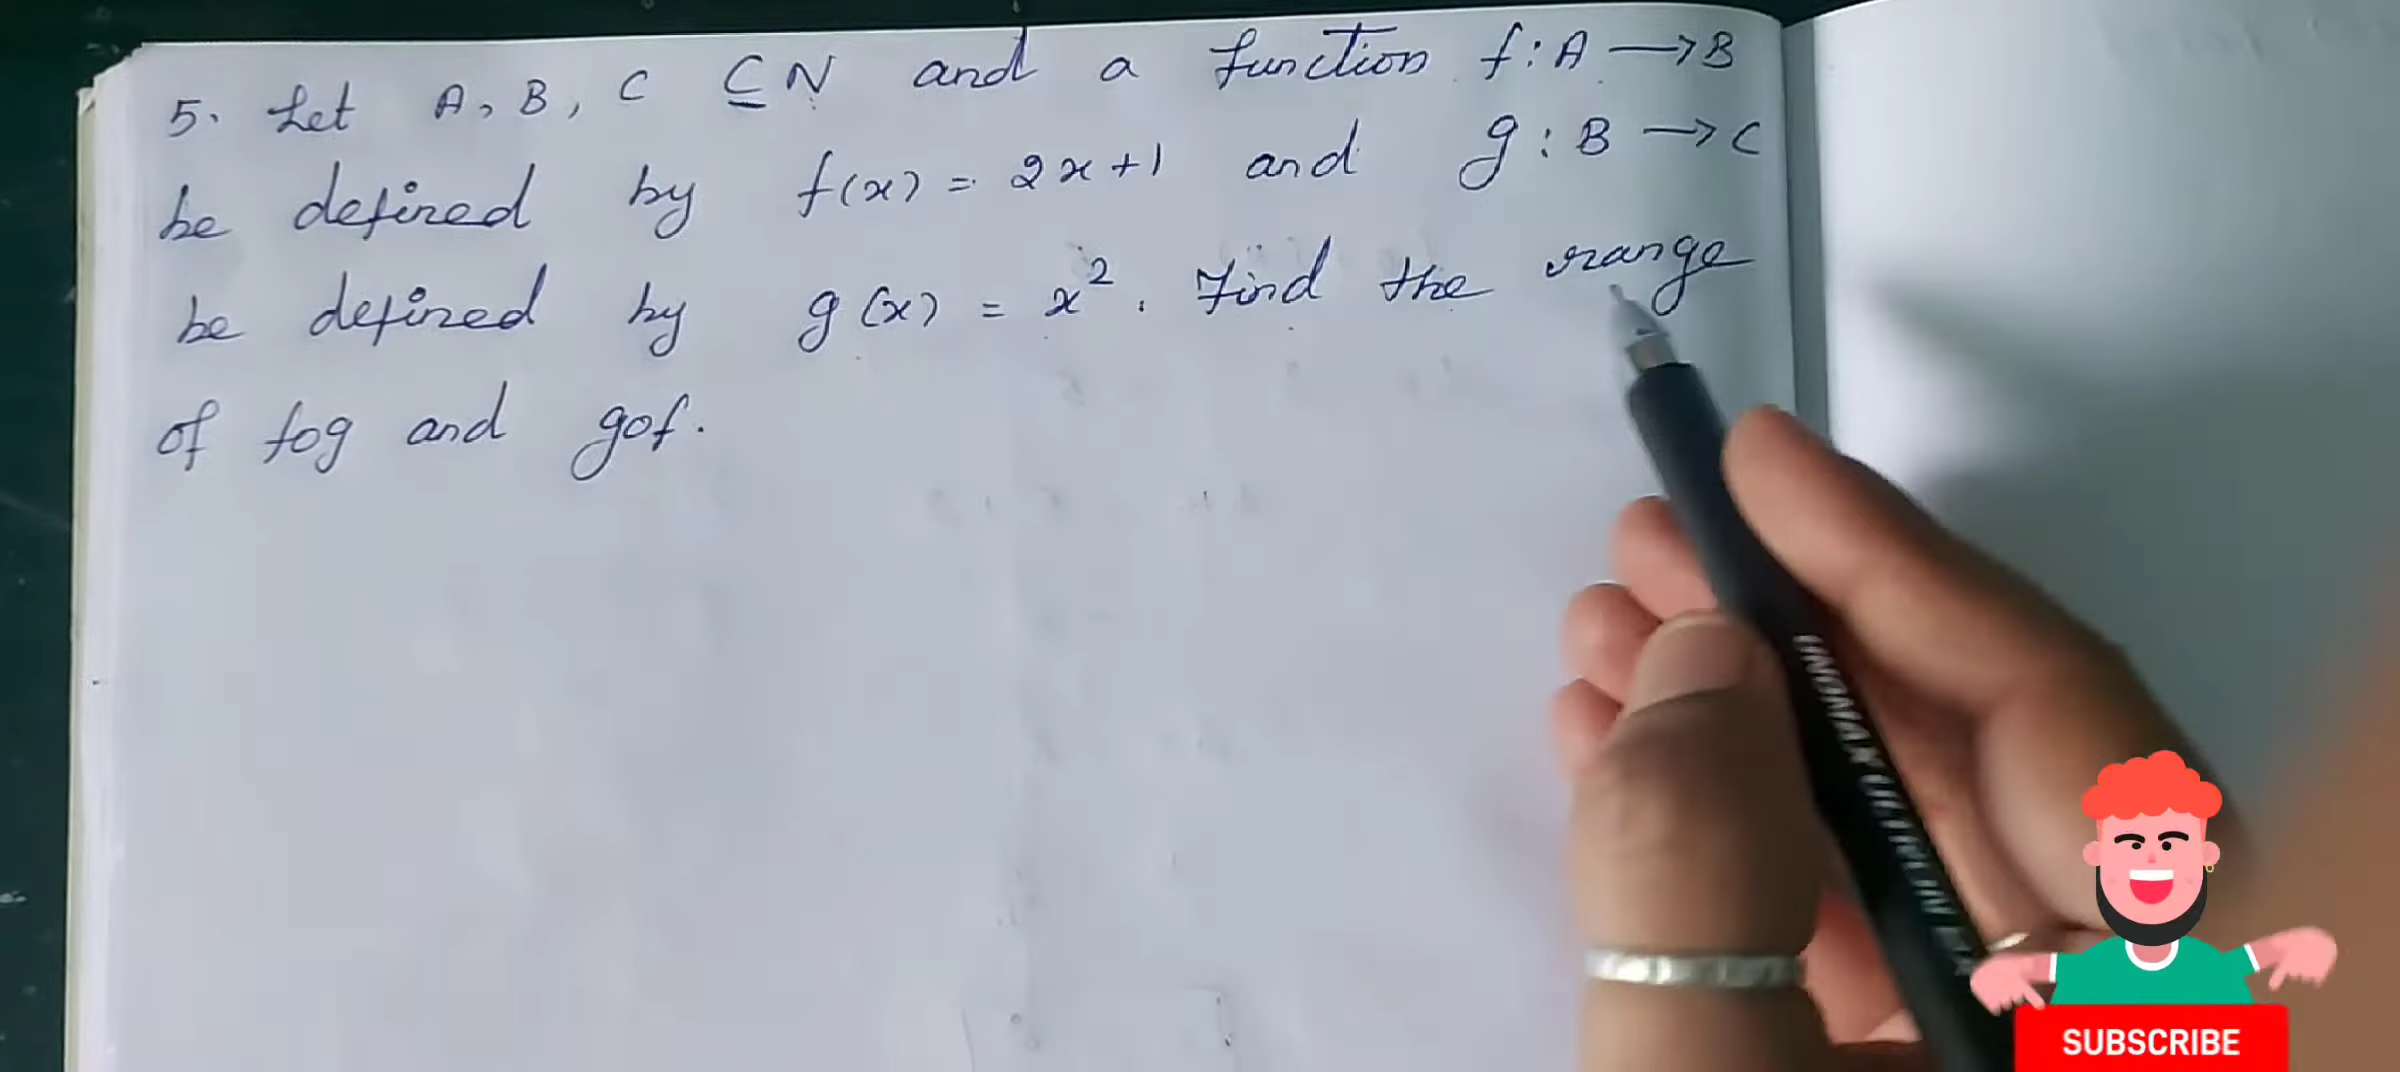 5. Let A, B, C ⊆ N and a function f : A → B
be defined by f(x) = 2x+1 and g : B → C
be defined by g(x) = x². Find the range
of fog and gof.
SUBSCRIBE